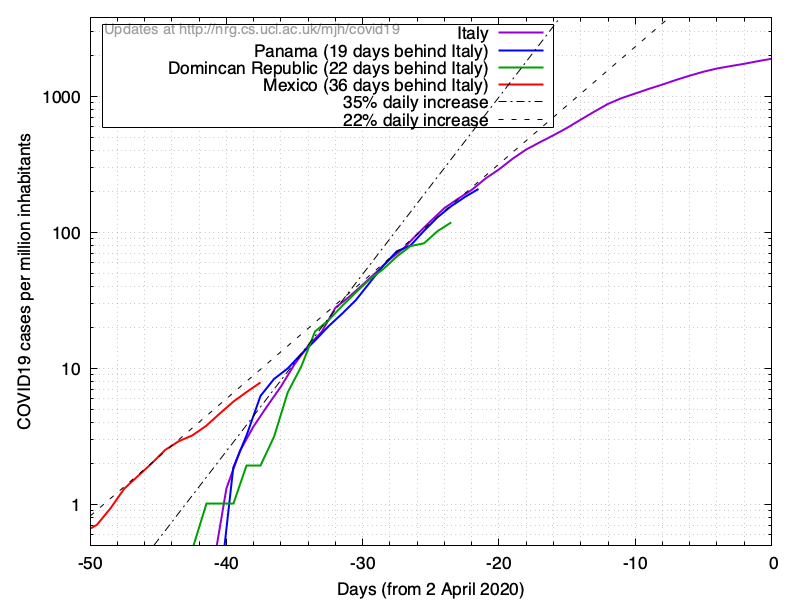 Updates at http://nrg.cs.ucl.ac.uk/mjh/covid19
Italy
Panama (19 days behind Italy)
Domincan Republic (22 days behind Italy)
Mexico (36 days behind Italy)
35% daily increase
22% daily increase
1000
100
10
1
COVID19 cases per million inhabitants
-50 -40 -30 -20 -10 0
Days (from 2 April 2020)